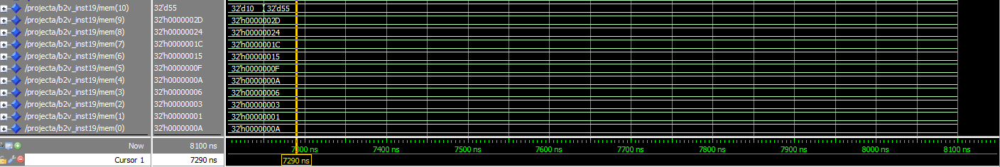 /projecta/b2v_inst19/mem(10) 32'd55 32'd10 32'd55
/projecta/b2v_inst19/mem(9) 32'h0000002D 32'h0000002D
/projecta/b2v_inst19/mem(8) 32'h00000024 32'h00000024
/projecta/b2v_inst19/mem(7) 32'h0000001C 32'h0000001C
/projecta/b2v_inst19/mem(6) 32'h00000015 32'h00000015
/projecta/b2v_inst19/mem(5) 32'h0000000F 32'h0000000F
/projecta/b2v_inst19/mem(4) 32'h0000000A 32'h0000000A
/projecta/b2v_inst19/mem(3) 32'h00000006 32'h00000006
/projecta/b2v_inst19/mem(2) 32'h00000003 32'h00000003
/projecta/b2v_inst19/mem(1) 32'h00000001 32'h00000001
/projecta/b2v_inst19/mem(0) 32'h0000000A 32'h0000000A
Now 8100 ns 7300 ns 7400 ns 7500 ns 7600 ns 7700 ns 7800 ns 7900 ns 8000 ns 8100 ns
Cursor 1 7290 ns 7290 ns